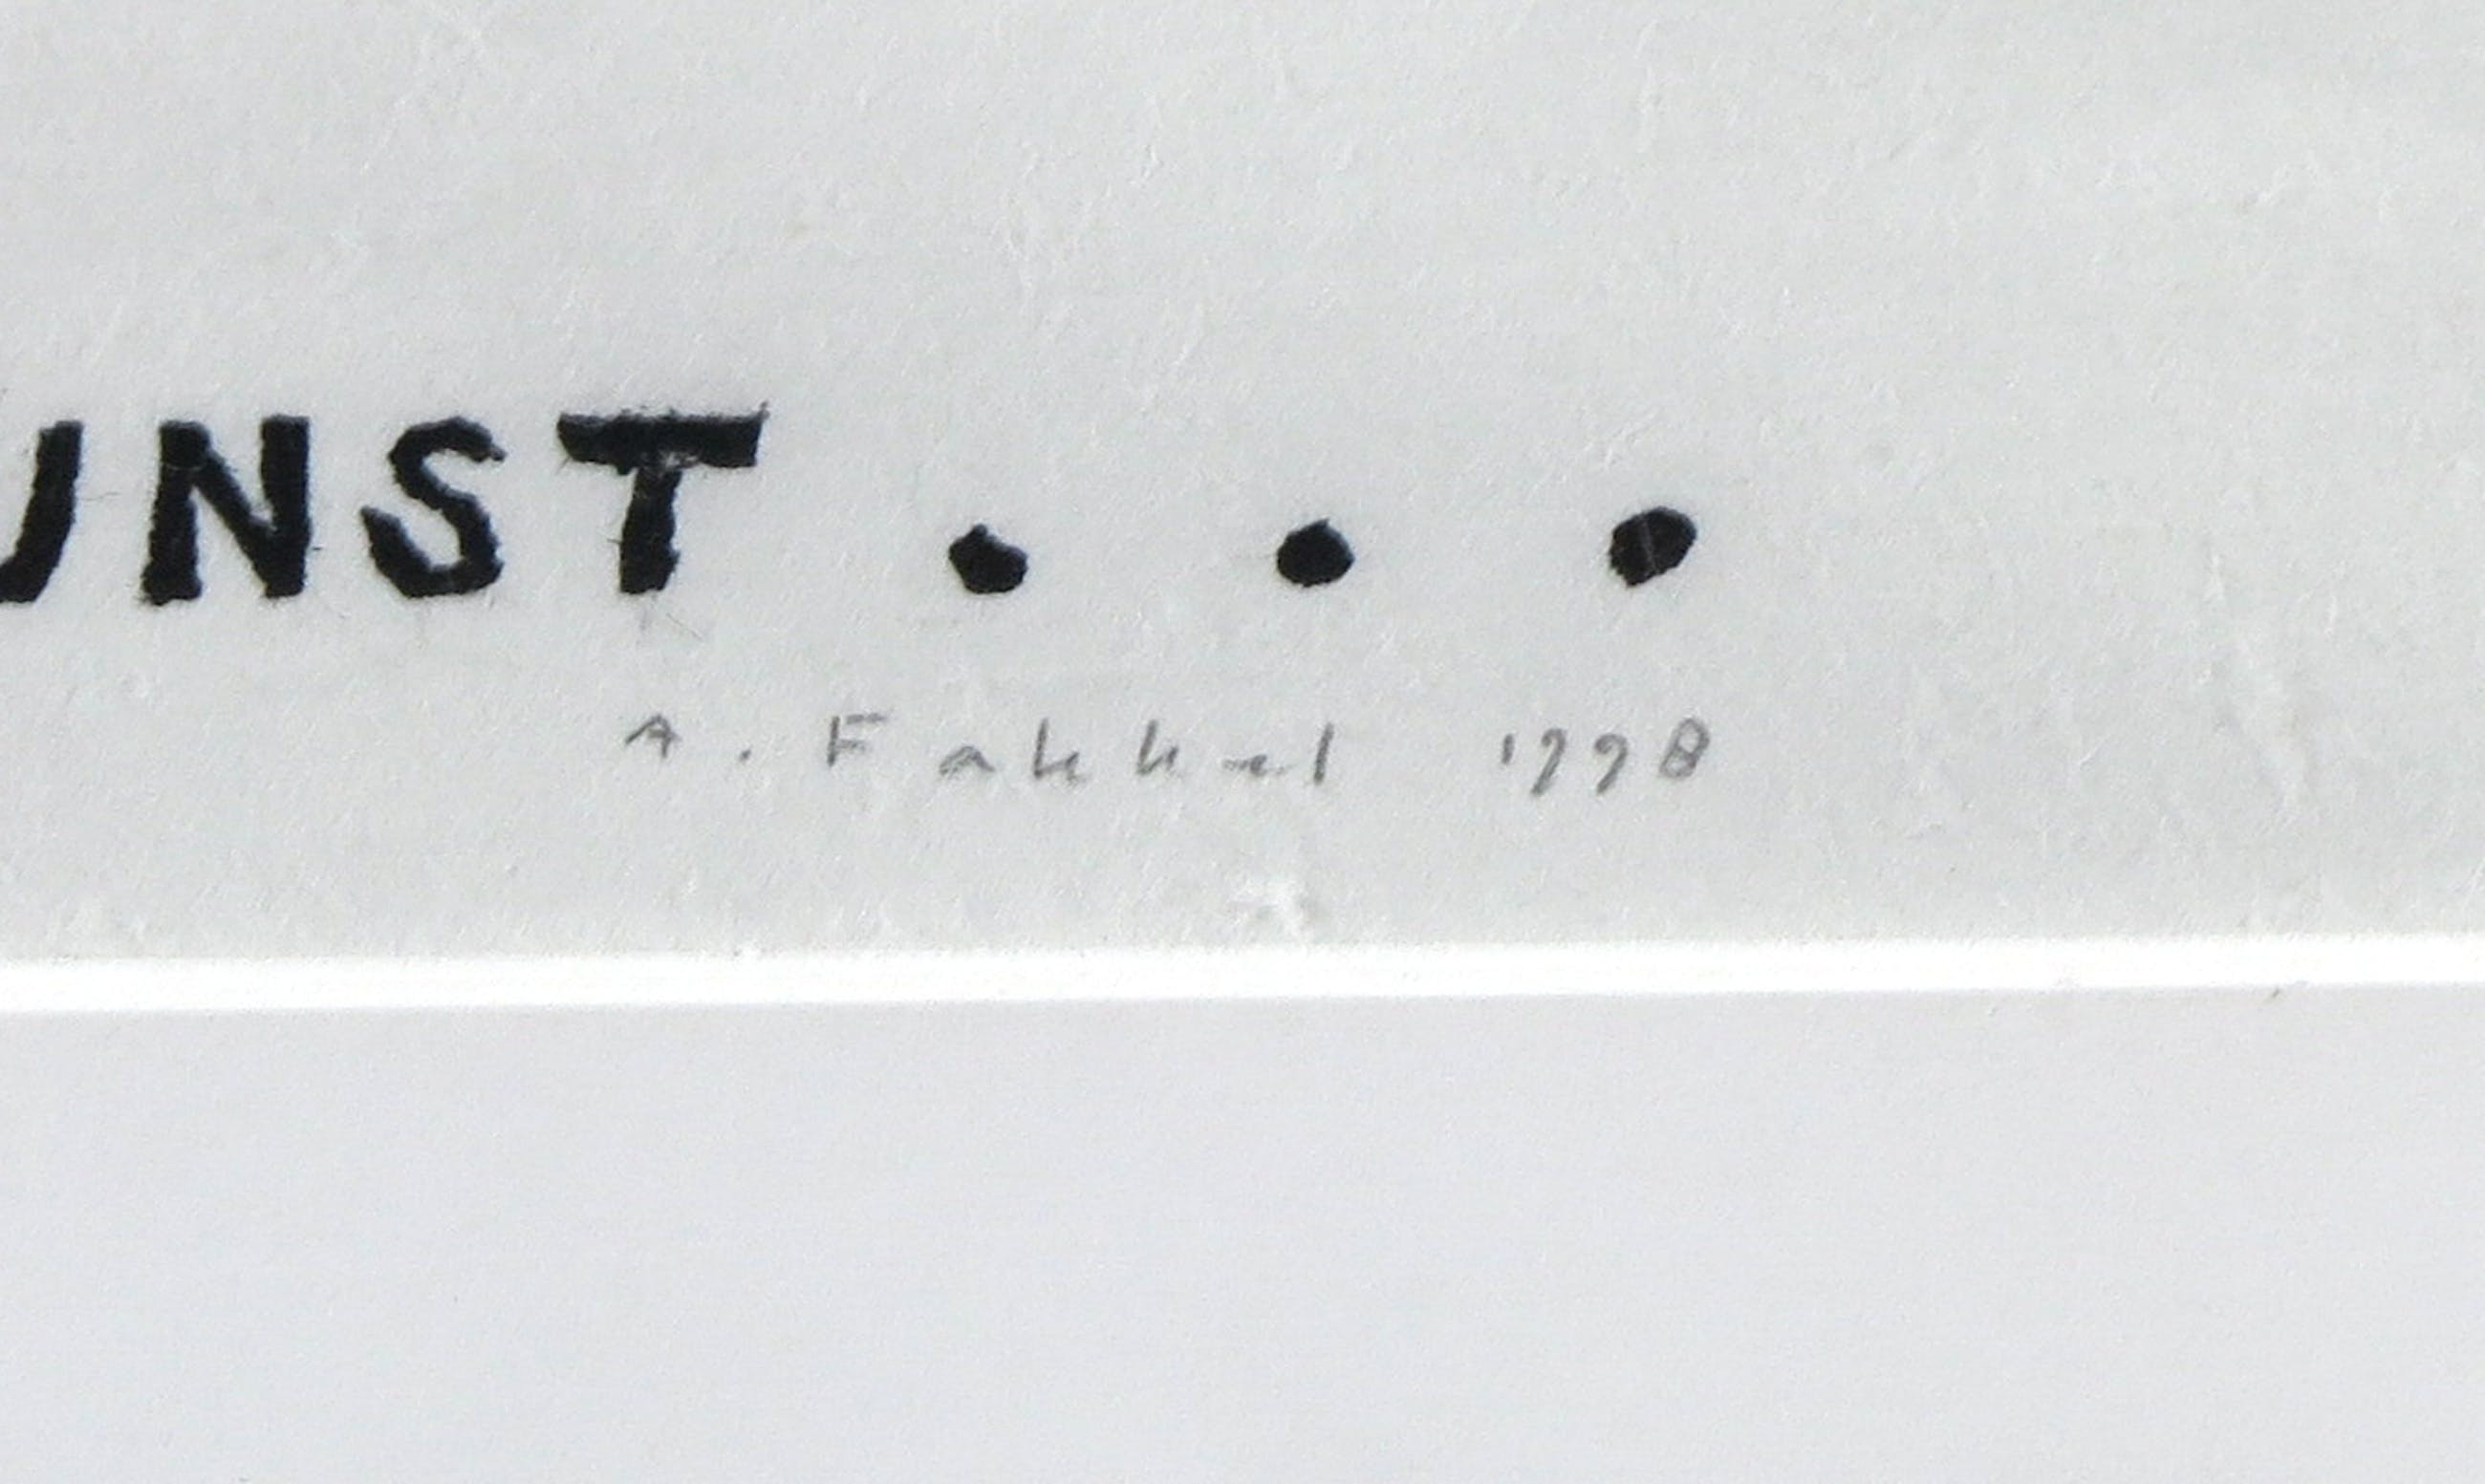 UNST . . .
A. Fakkel 1998